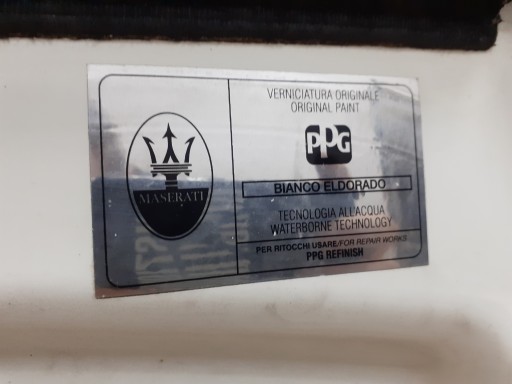 MASERATI
VERNICIATURA ORIGINALE
ORIGINAL PAINT
PPG
BIANCO ELDORADO
TECNOLOGIA ALL'ACQUA
WATERBORNE TECHNOLOGY
PER RITOCCHI USARE/FOR REPAIR WORKS
PPG REFINISH